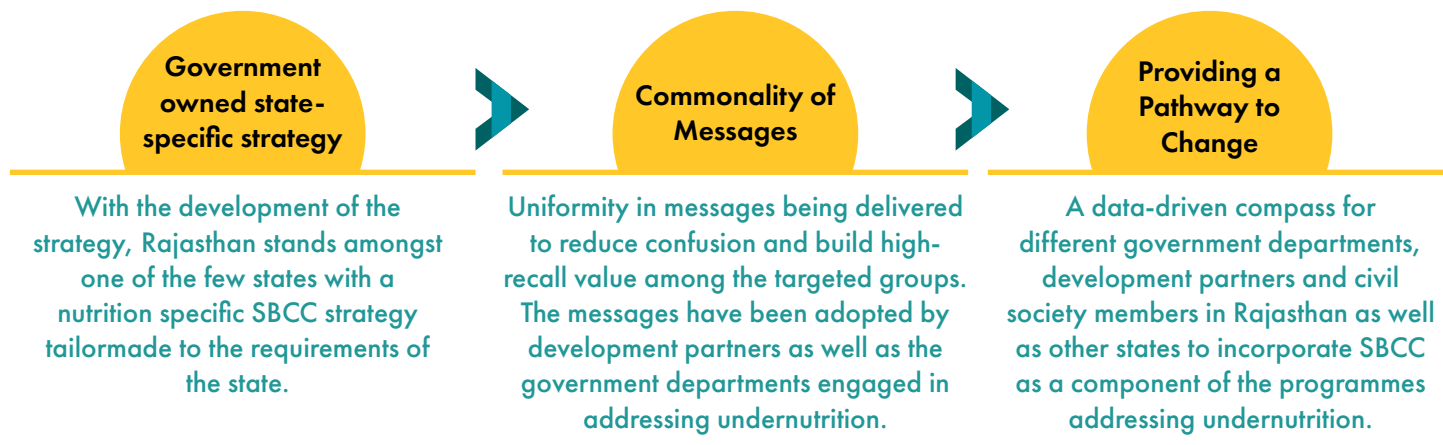 Government
owned state-
specific strategy
With the development of the
strategy, Rajasthan stands amongst
one of the few states with a
nutrition specific SBCC strategy
tailormade to the requirements of
the state.
Commonality of
Messages
Uniformity in messages being delivered
to reduce confusion and build high-
recall value among the targeted groups.
The messages have been adopted by
development partners as well as the
government departments engaged in
addressing undernutrition.
Providing a
Pathway to
Change
A data-driven compass for
different government departments,
development partners and civil
society members in Rajasthan as well
as other states to incorporate SBCC
as a component of the programmes
addressing undernutrition.